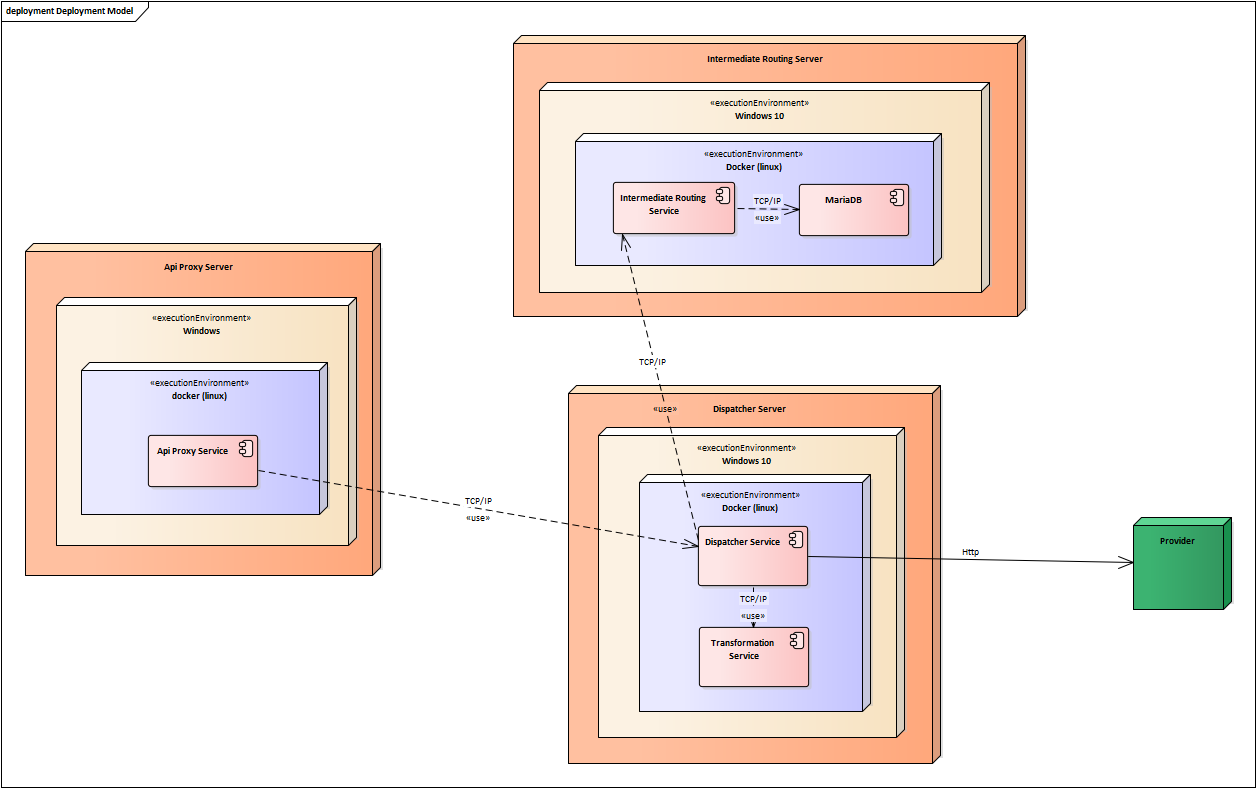 deployment Deployment Model
Intermediate Routing Server
«executionEnvironment»
Windows 10
«executionEnvironment»
Docker (linux)
Intermediate Routing
Service
TCP/IP
«use»
MariaDB
Api Proxy Server
«executionEnvironment»
Windows
«executionEnvironment»
docker (linux)
Api Proxy Service
TCP/IP
«use»
TCP/IP
«use»
Dispatcher Server
«executionEnvironment»
Windows 10
«executionEnvironment»
Docker (linux)
Dispatcher Service
TCP/IP
«use»
Transformation
Service
Http
Provider